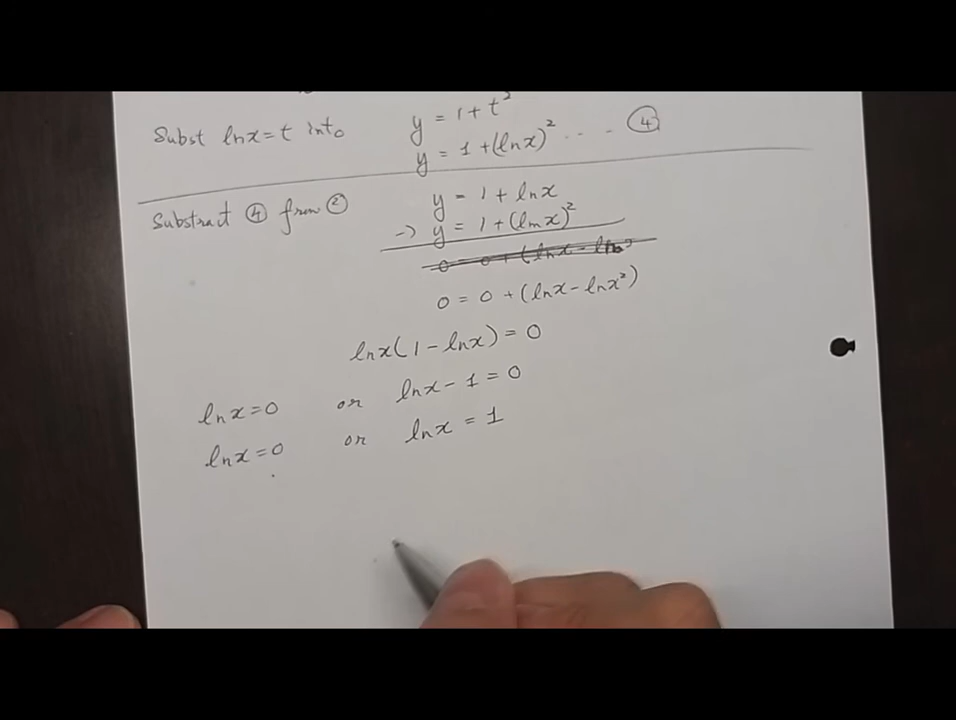 Subst lnx=t into y = 1+t²
y = 1+(lnx)² ... ④
Substract ④ from ② y = 1 + lnx
-) y = 1+(lnx)²
0 = 0 + (lnx - lnx²)
lnx(1-lnx) = 0
lnx=0 or lnx-1=0
lnx=0 or lnx = 1